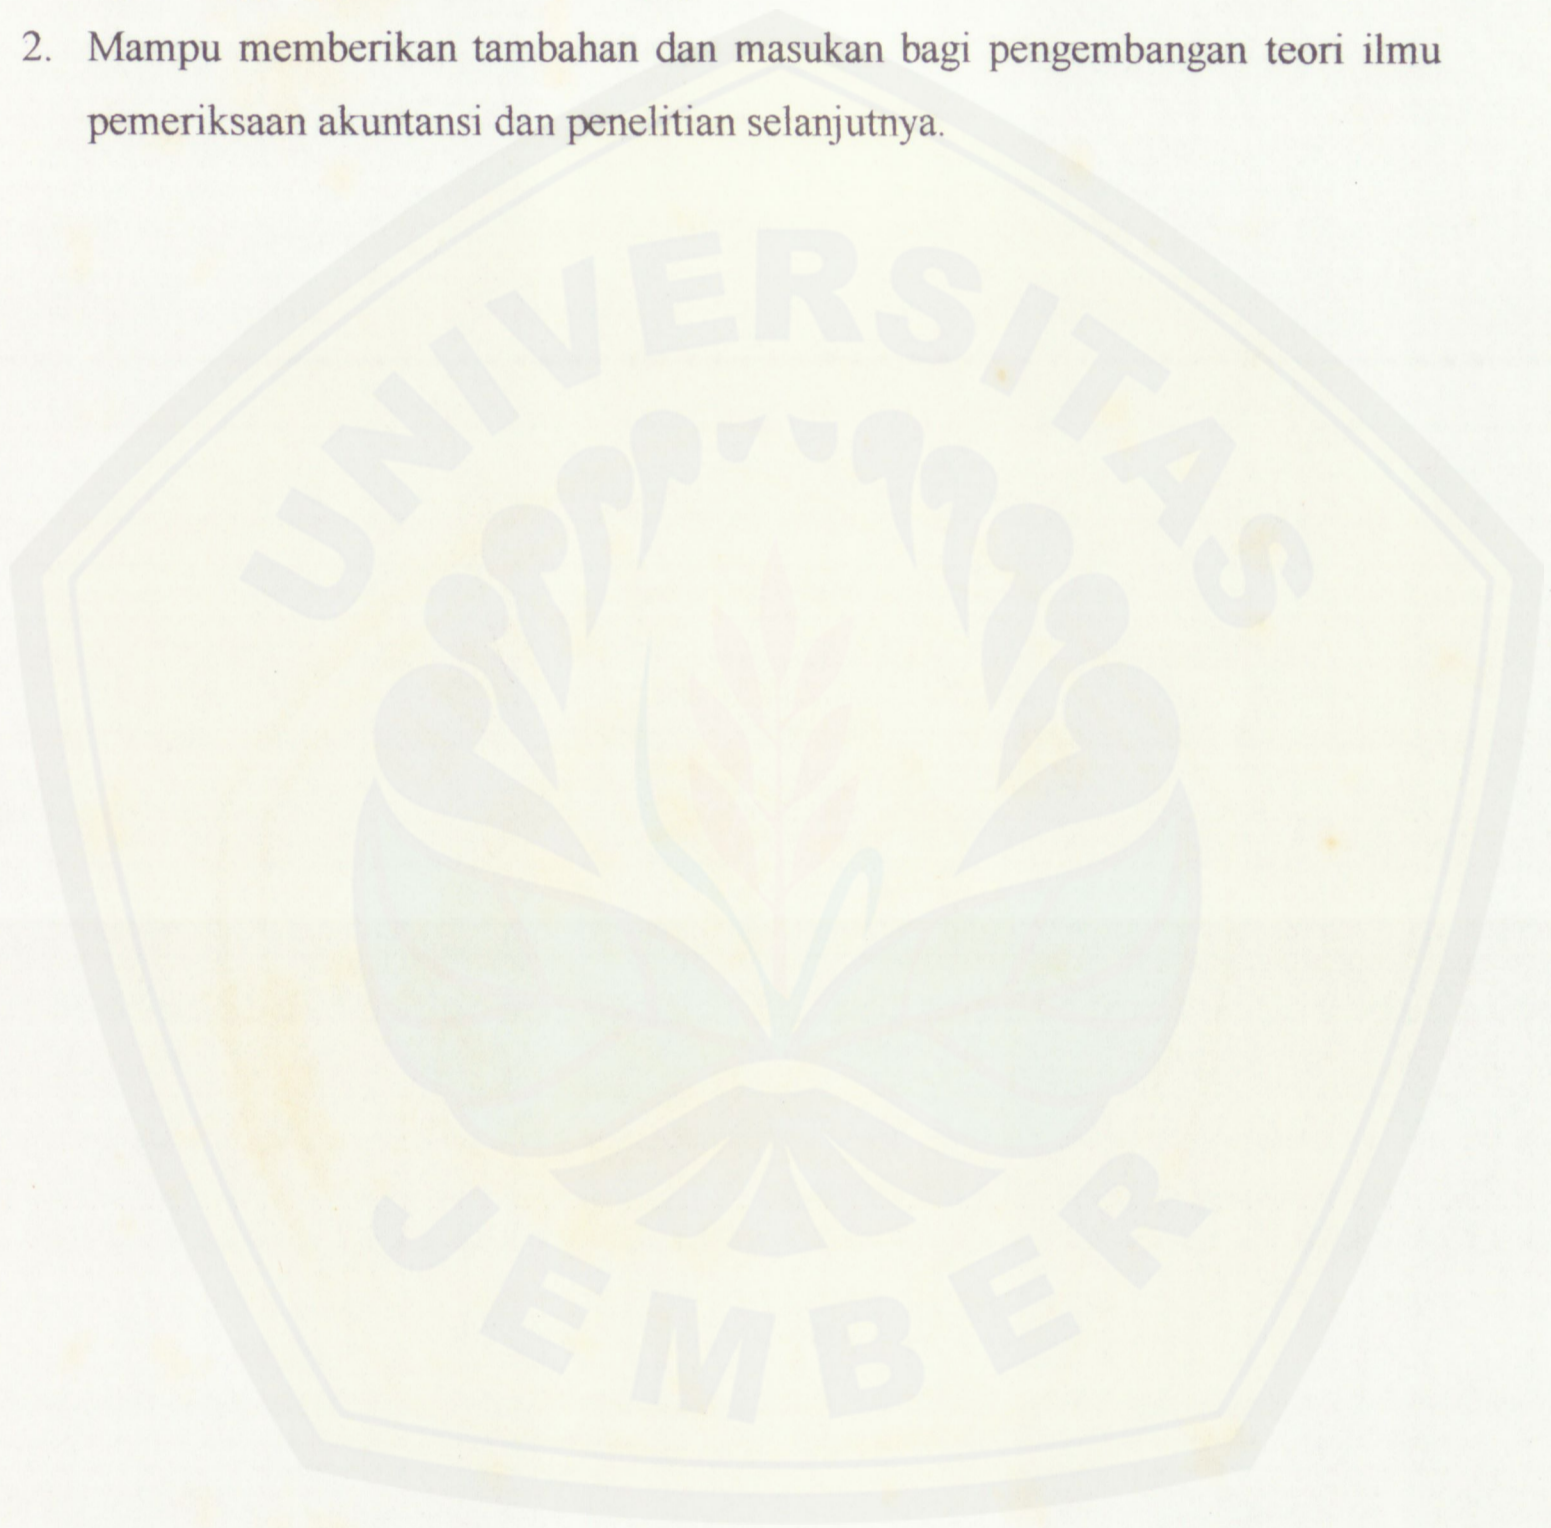 2. Mampu memberikan tambahan dan masukan bagi pengembangan teori ilmu
pemeriksaan akuntansi dan penelitian selanjutnya.
UNIVERSITAS
JEMBER